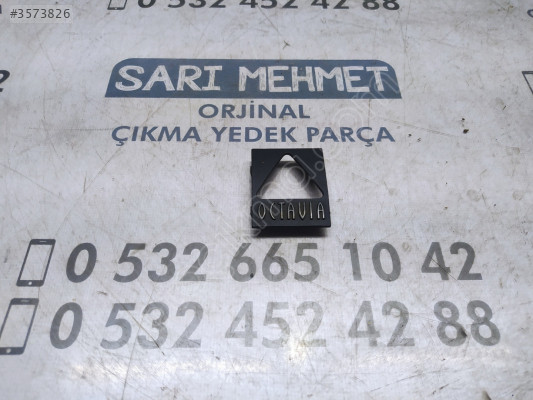 #3573826
0 532 452 42 88
SARI MEHMET
ORJİNAL
ÇIKMA YEDEK PARÇA
OCTAVIA
0 532 665 10 42
0 532 452 42 88